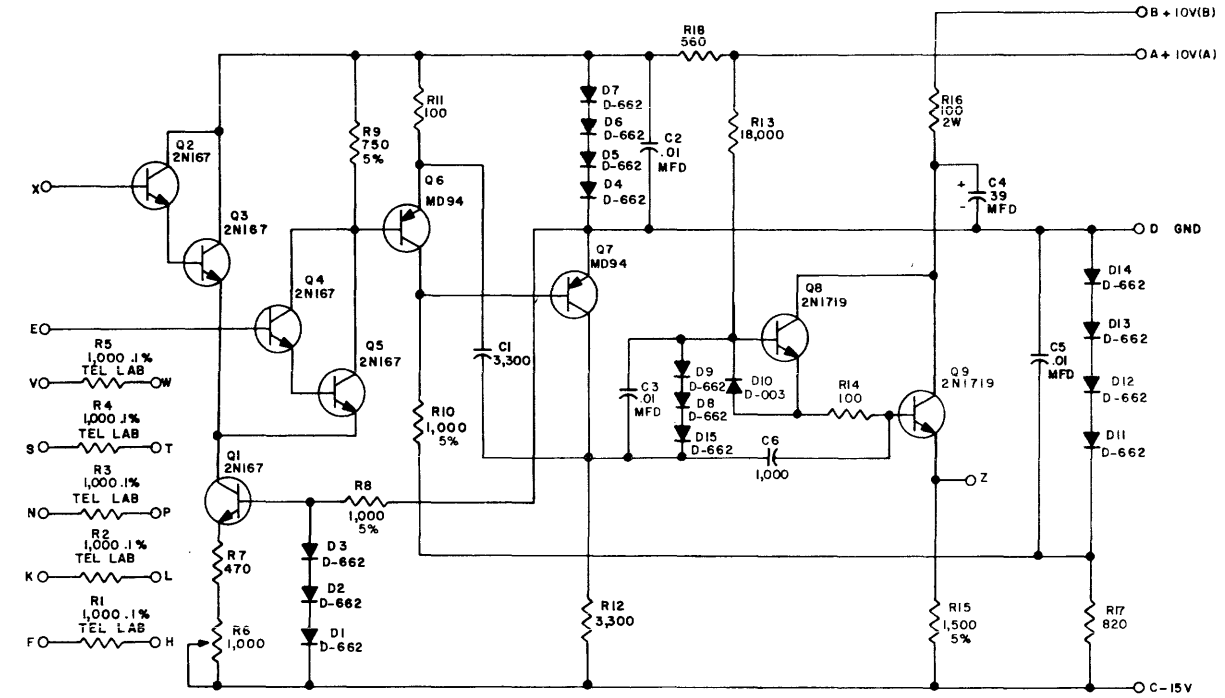 B + 10V(B)
R18
560
A + 10V(A)
D7
D-662
R11
100
R16
100
2W
D6
D-662
R13
18,000
R9
750
5%
C2
.01
MFD
Q2
2N167
D5
D-662
Q6
MD94
D4
D-662
+
-
C4
39
MFD
X
Q3
2N167
D GND
Q7
MD94
Q4
2N167
Q8
2N1719
D14
D-662
E
D13
D-662
R5
1,000 .1%
TEL LAB
V
W
C1
3,300
Q5
2N167
C5
.01
MFD
C3
.01
MFD
D9
D-662
D8
D-662
D15
D-662
D10
D-003
R14
100
Q9
2N1719
D12
D-662
R4
1,000 .1%
TEL LAB
S
T
R10
1,000
5%
D11
D-662
C6
1,000
Q1
2N167
R3
1,000 .1%
TEL LAB
N
P
Z
R8
1,000
5%
R2
1,000 .1%
TEL LAB
K
L
R7
470
D3
D-662
D2
D-662
R1
1,000 .1%
TEL LAB
F
H
R6
1,000
D1
D-662
R12
3,300
R15
1,500
5%
R17
820
C-15V